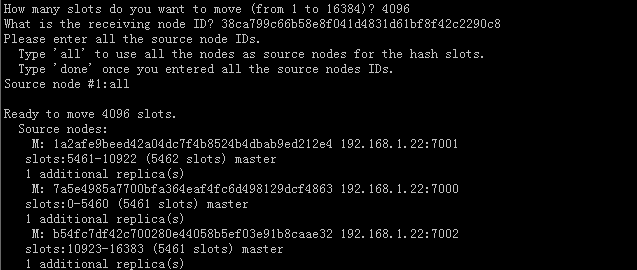 How many slots do you want to move (from 1 to 16384)? 4096
What is the receiving node ID? 38ca799c66b58e8f041d4831d61bf8f42c2290c8
Please enter all the source node IDs.
  Type 'all' to use all the nodes as source nodes for the hash slots.
  Type 'done' once you entered all the source nodes IDs.
Source node #1:all

Ready to move 4096 slots.
  Source nodes:
    M: 1a2afe9beed42a04dc7f4b8524b4dbab9ed212e4 192.168.1.22:7001
   slots:5461-10922 (5462 slots) master
   1 additional replica(s)
    M: 7a5e4985a7700bfa364eaf4fc6d498129dcf4863 192.168.1.22:7000
   slots:0-5460 (5461 slots) master
   1 additional replica(s)
    M: b54fc7df42c700280e44058b5ef03e91b8caae32 192.168.1.22:7002
   slots:10923-16383 (5461 slots) master
   1 additional replica(s)